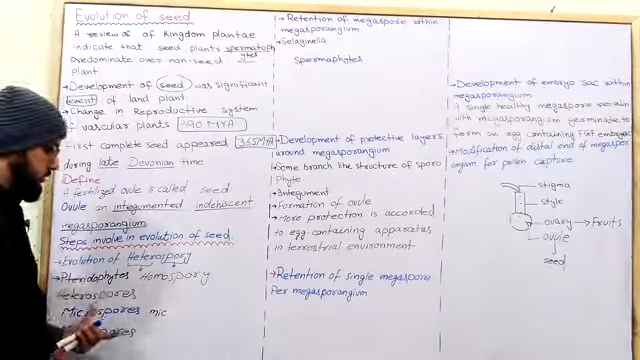 Evolution of seed
A review of of Kingdom plantae
indicate that seed plants spermatoph
ytes
Predominate over non-seed
plant
→Development of seed was significant
event of land plant
→Change in Reproductive system
of vascular plants 390 MYA
First complete seed appeared 365MYA
during late Devonian time
Define
A fertilized ovule is called seed
Ovule an integumented indehiscent
megasporangium
Steps involve in evolution of seed
→Evolution of Heterospory
→Pteridophytes Homospory
Heterospores
Microspores mic
→Retention of megaspore within
megasporangium
→Selaginella
Spermaphytes
→Development of protective layers
around megasporangium
→Some branch like structure of sporo
Phyte
→Integument
→Formation of ovule
→More protection is accorded
to egg containing apparatus
in terrestrial environment
→Retention of single megaspore
Per megasporangium
→Development of embryo sac within
megasporangium
A single healthy megaspore retain
with megasporangium germinate to
form an egg containing
→Modification of distal end of megaspor
angium for pollen capture
stigma
style
ovary → Fruits
ovule
seed